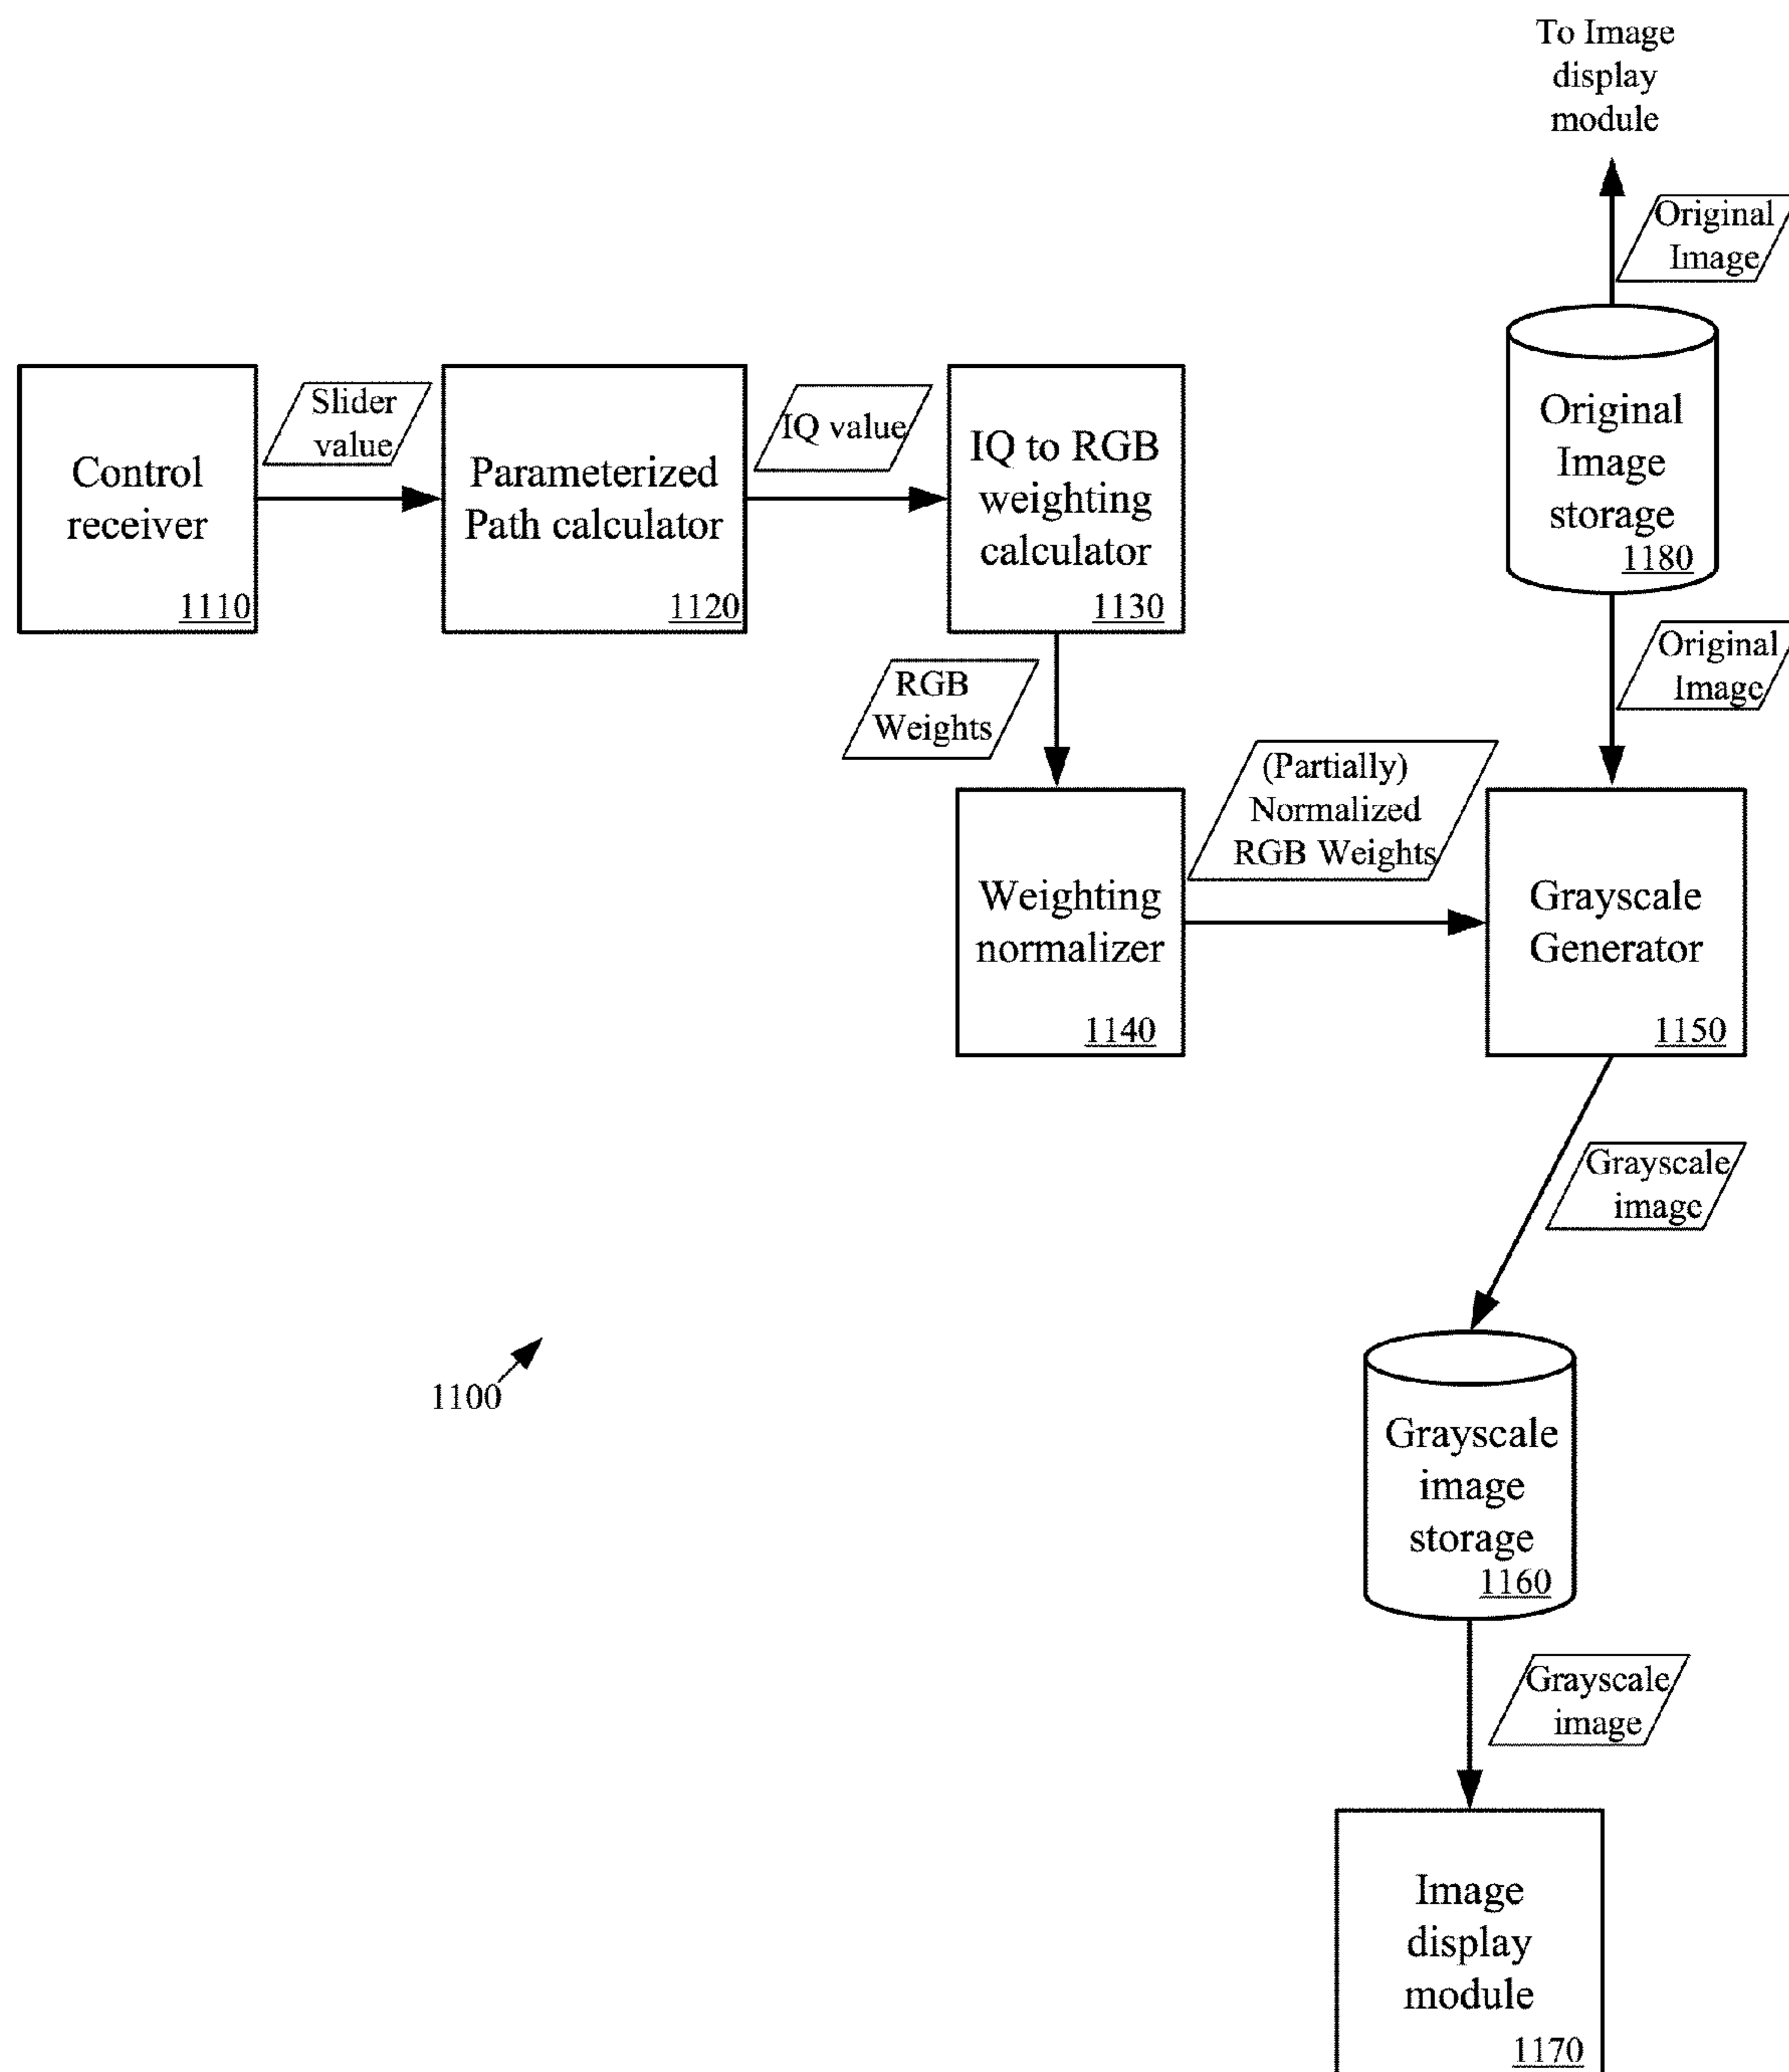 To Image
display
module
Original
Image
Original
Image
storage
1180
Control
receiver
1110
Slider
value
Parameterized
Path calculator
1120
IQ value
IQ to RGB
weighting
calculator
1130
Original
Image
RGB
Weights
Weighting
normalizer
1140
(Partially)
Normalized
RGB Weights
Grayscale
Generator
1150
Grayscale
image
1100
Grayscale
image
storage
1160
Grayscale
image
Image
display
module
1170